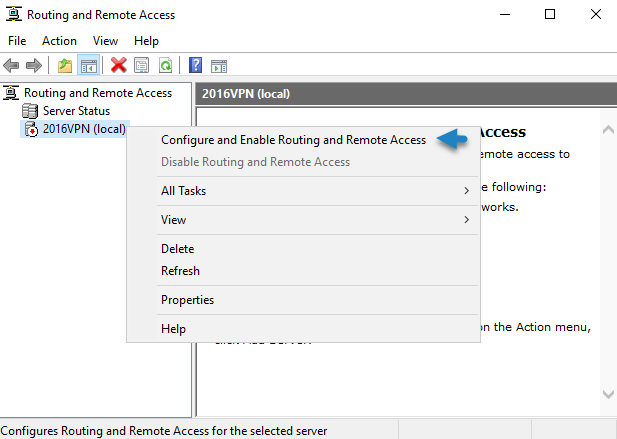 Routing and Remote Access
File Action View Help
Routing and Remote Access
Server Status
2016VPN (local)
2016VPN (local)
Access
Configure and Enable Routing and Remote Access
Disable Routing and Remote Access
emote access to
All Tasks
e following:
works.
View
Delete
Refresh
Properties
Help
on the Action menu,
Configures Routing and Remote Access for the selected server